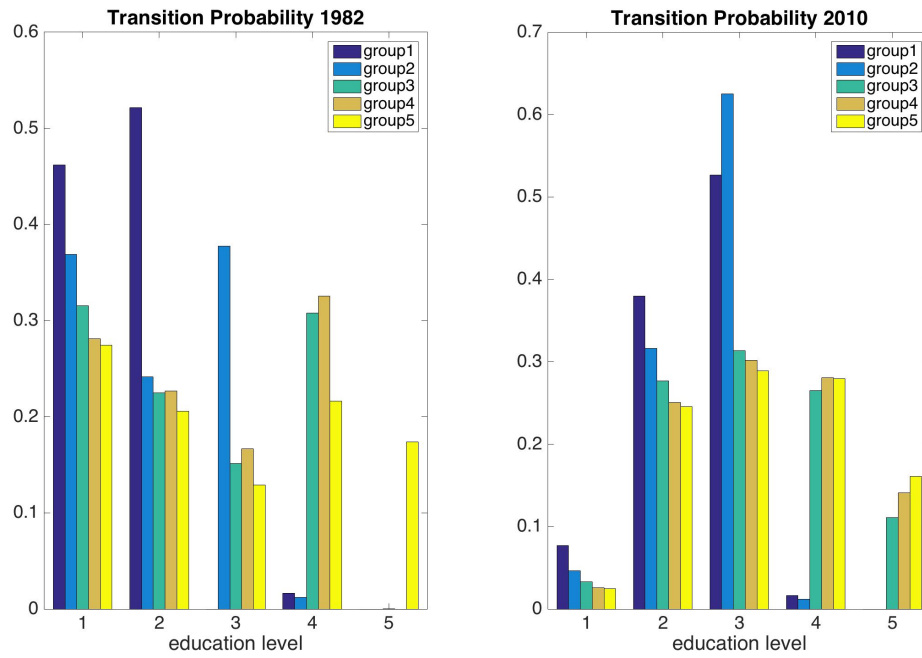 Transition Probability 1982
0.6
0.5
0.4
0.3
0.2
0.1
0
group1
group2
group3
group4
group5
1 2 3 4 5
education level
Transition Probability 2010
0.7
0.6
0.5
0.4
0.3
0.2
0.1
0
group1
group2
group3
group4
group5
1 2 3 4 5
education level